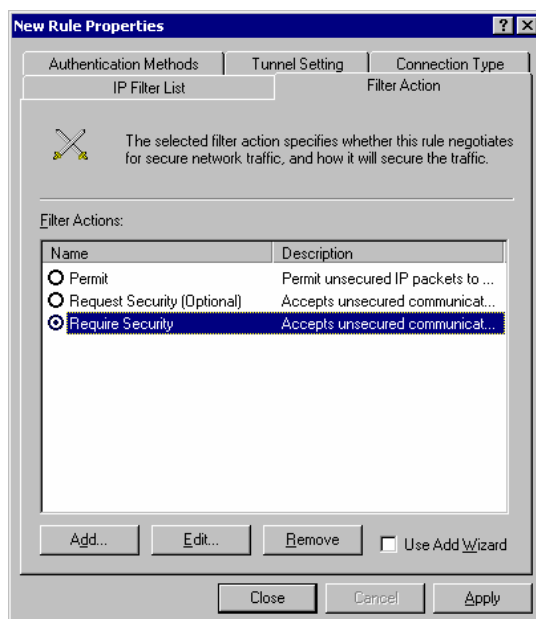 New Rule Properties
Authentication Methods Tunnel Setting Connection Type
IP Filter List Filter Action
The selected filter action specifies whether this rule negotiates
for secure network traffic, and how it will secure the traffic.
Filter Actions:
Name Description
Permit Permit unsecured IP packets to ...
Request Security (Optional) Accepts unsecured communicat...
Require Security Accepts unsecured communicat...
Add... Edit... Remove Use Add Wizard
Close Cancel Apply